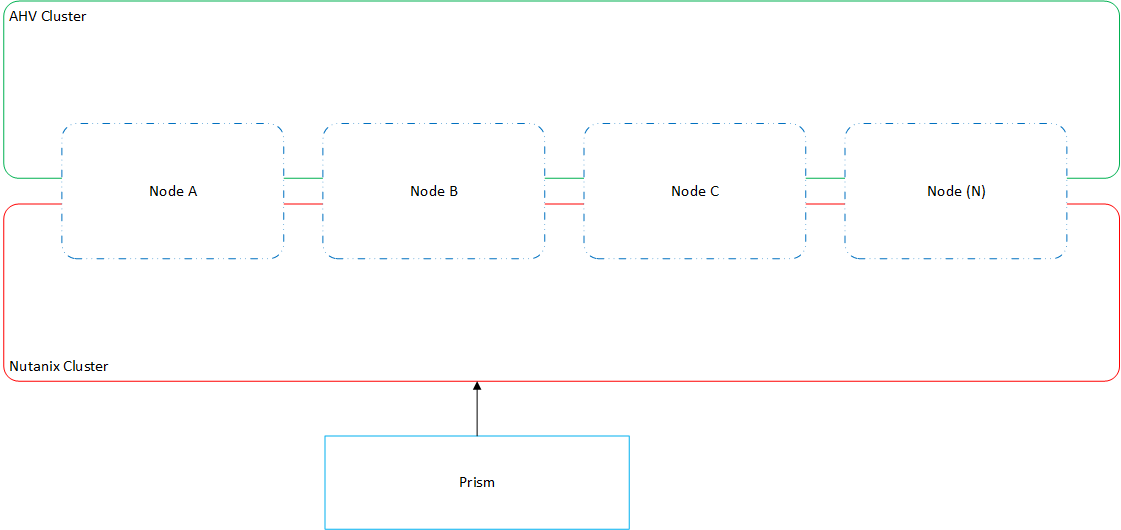 AHV Cluster
Node A
Node B
Node C
Node (N)
Nutanix Cluster
Prism